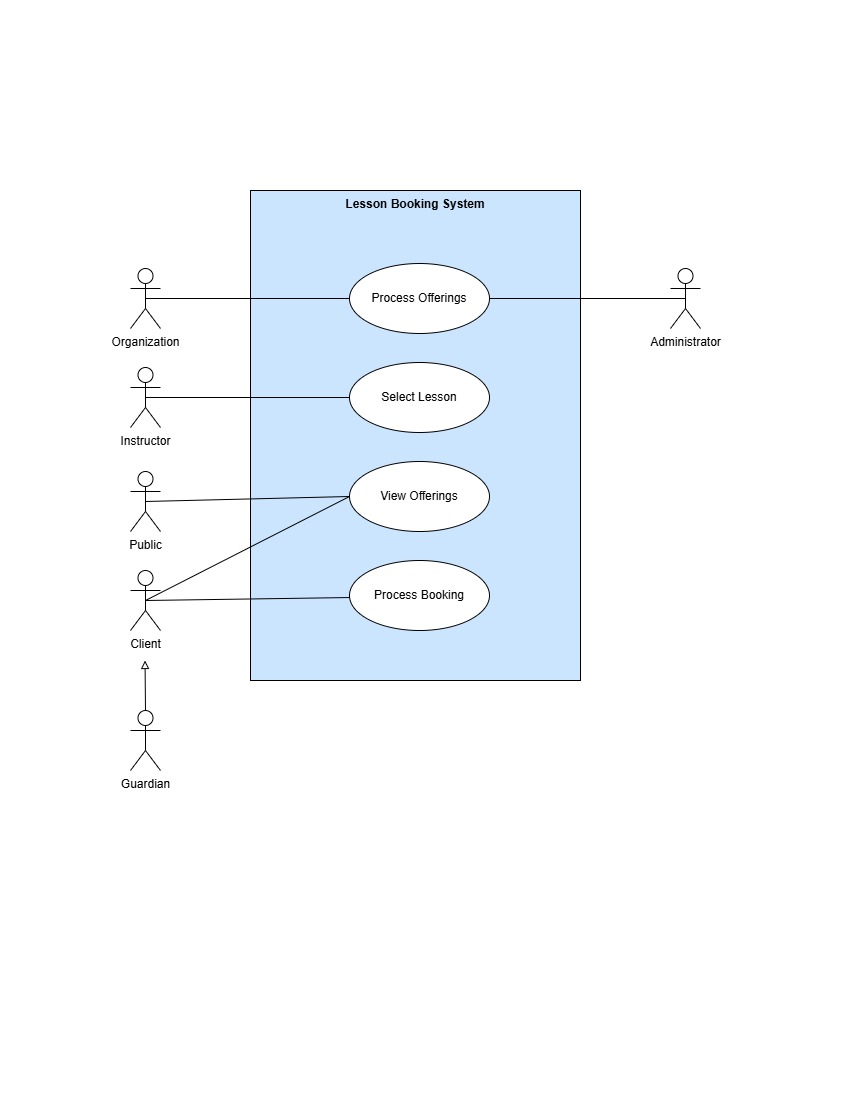 Lesson Booking System
Process Offerings
Organization
Administrator
Select Lesson
Instructor
View Offerings
Public
Process Booking
Client
Guardian